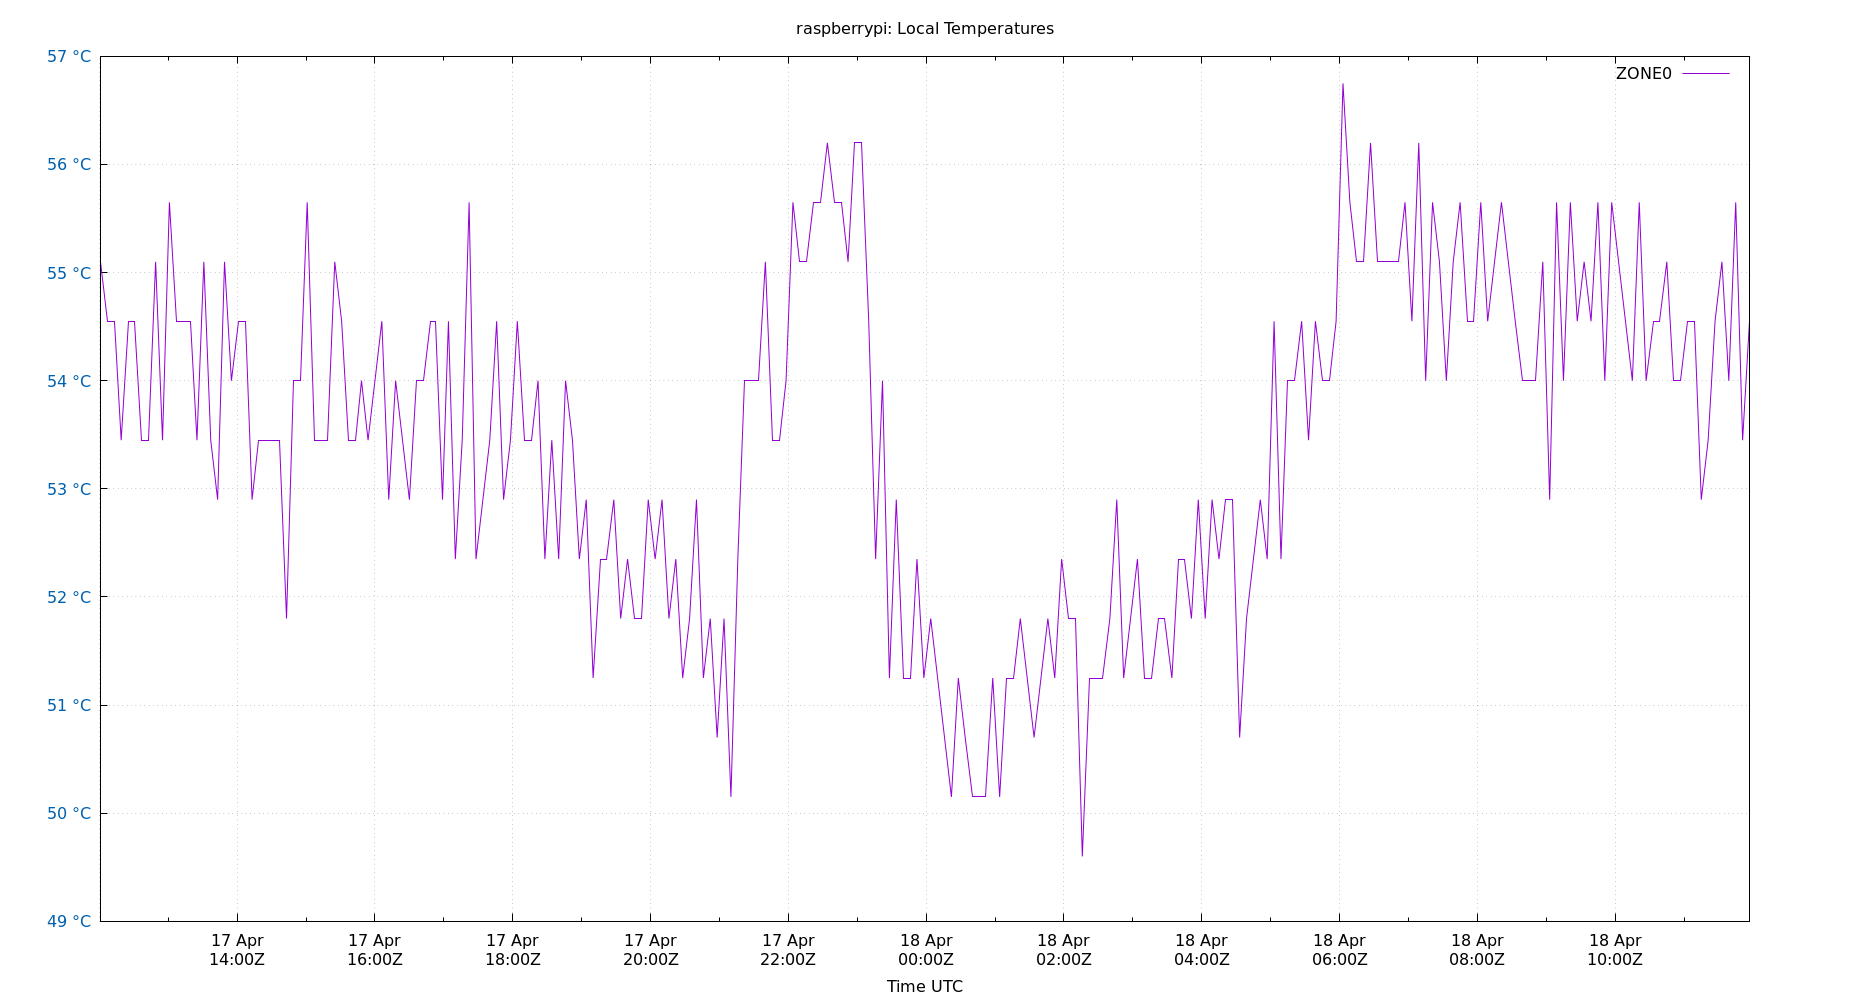 raspberrypi: Local Temperatures
57 °C
ZONE0
56 °C
55 °C
54 °C
53 °C
52 °C
51 °C
50 °C
49 °C
17 Apr 17 Apr 17 Apr 17 Apr 17 Apr 18 Apr 18 Apr 18 Apr 18 Apr 18 Apr 18 Apr
14:00Z 16:00Z 18:00Z 20:00Z 22:00Z 00:00Z 02:00Z 04:00Z 06:00Z 08:00Z 10:00Z
Time UTC